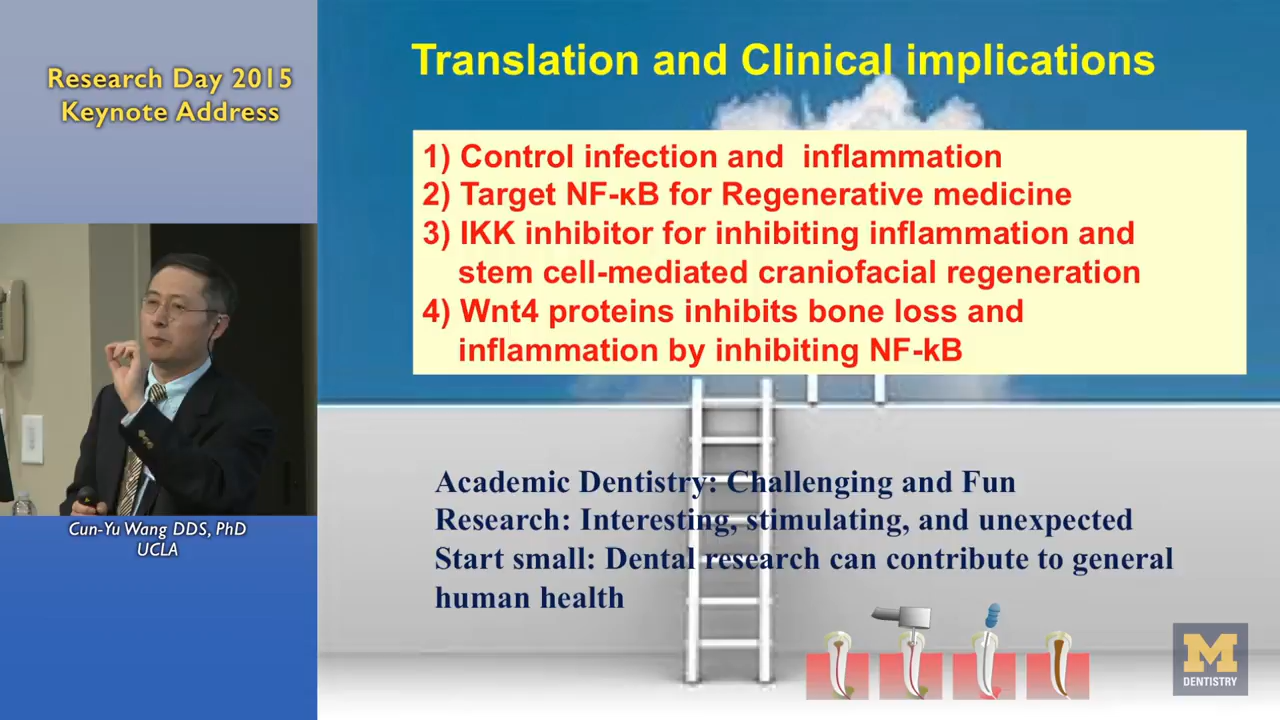 Research Day 2015
Keynote Address
Cun-Yu Wang DDS, PhD
UCLA
Translation and Clinical implications
1) Control infection and inflammation
2) Target NF-κB for Regenerative medicine
3) IKK inhibitor for inhibiting inflammation and
stem cell-mediated craniofacial regeneration
4) Wnt4 proteins inhibits bone loss and
inflammation by inhibiting NF-kB
Academic Dentistry: Challenging and Fun
Research: Interesting, stimulating, and unexpected
Start small: Dental research can contribute to general
human health
M
DENTISTRY